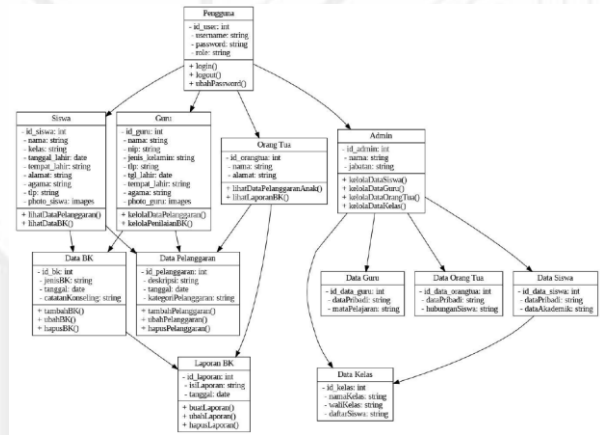 Pengguna
- id_user: int
- username: string
- password: string
- role: string
+ login()
+ logout()
+ ubahPassword()
Siswa
- id_siswa: int
- nama: string
- kelas: string
- tanggal_lahir: date
- tempat_lahir: string
- alamat: string
- agama: string
- tlp: string
- photo_siswa: images
+ lihatDataPelanggaran()
+ lihatDataBK()
Guru
- id_guru: int
- nama: string
- nip: string
- jenis_kelamin: string
- tlp: string
- tgl_lahir: date
- tempat_lahir: string
- agama: string
- photo_guru: images
+ kelolaDataPelanggaran()
+ kelolaPenilaianBK()
Orang Tua
- id_orangtua: int
- nama: string
- alamat: string
+ lihatDataPelanggaranAnak()
+ lihatLaporanBK()
Admin
- id_admin: int
- nama: string
- jabatan: string
+ kelolaDataSiswa()
+ kelolaDataGuru()
+ kelolaDataOrangTua()
+ kelolaDataKelas()
Data BK
- id_bk: int
- jenisBK: string
- tanggal: date
- catatanKonseling: string
+ tambahBK()
+ ubahBK()
+ hapusBK()
Data Pelanggaran
- id_pelanggaran: int
- deskripsi: string
- tanggal: date
- kategoriPelanggaran: string
+ tambahPelanggaran()
+ ubahPelanggaran()
+ hapusPelanggaran()
Data Guru
- id_data_guru: int
- dataPribadi: string
- mataPelajaran: string
Data Orang Tua
- id_data_orangtua: int
- dataPribadi: string
- hubunganSiswa: string
Data Siswa
- id_data_siswa: int
- dataPribadi: string
- dataAkademik: string
Laporan BK
- id_laporan: int
- isiLaporan: string
- tanggal: date
+ buatLaporan()
+ ubahLaporan()
+ hapusLaporan()
Data Kelas
- id_kelas: int
- namaKelas: string
- waliKelas: string
- daftarSiswa: string